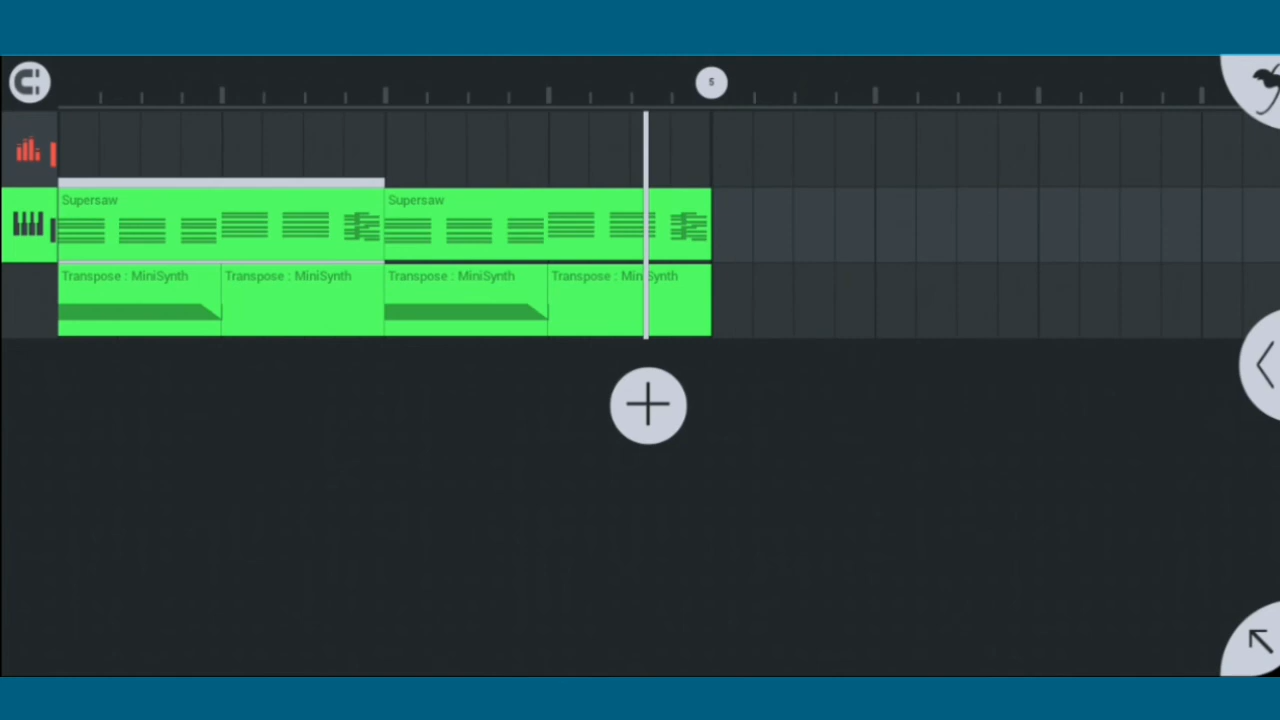 5
Supersaw Supersaw
Transpose : MiniSynth Transpose : MiniSynth Transpose : MiniSynth Transpose : MiniSynth